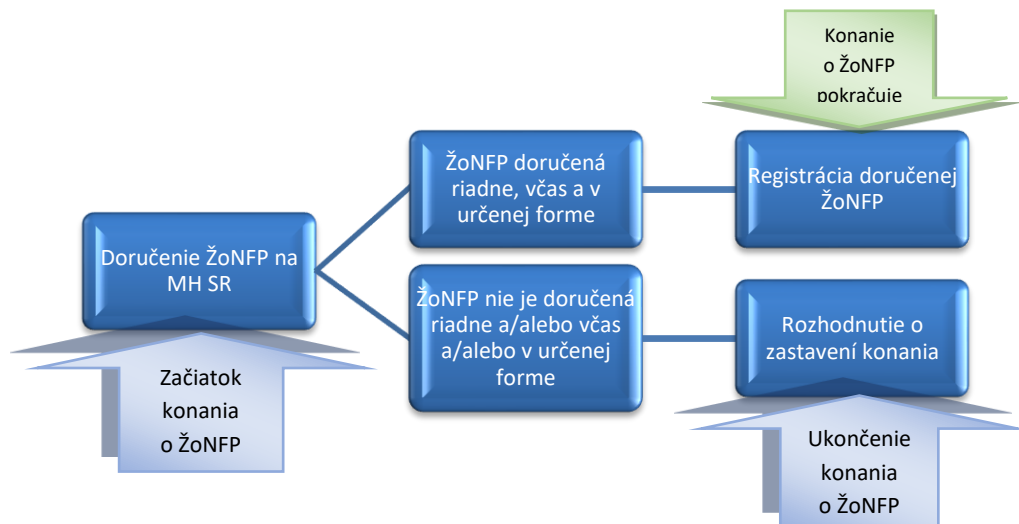 Konanie
o ŽoNFP
pokračuje
ŽoNFP doručená
riadne, včas a v
určenej forme
Registrácia doručenej
ŽoNFP
Doručenie ŽoNFP na
MH SR
ŽoNFP nie je doručená
riadne a/alebo včas
a/alebo v určenej
forme
Rozhodnutie o
zastavení konania
Začiatok
konania
o ŽoNFP
Ukončenie
konania
o ŽoNFP